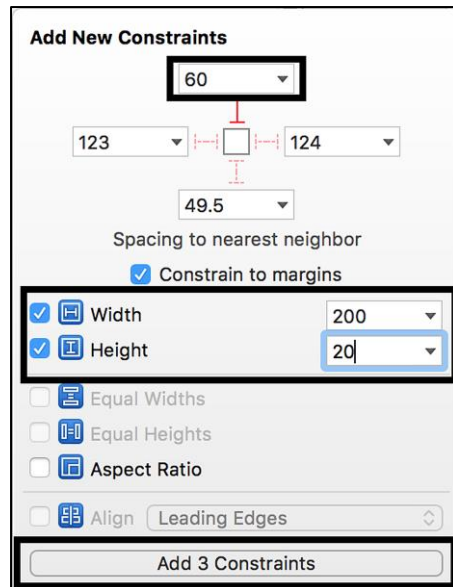 Add New Constraints
60
123 124
49.5
Spacing to nearest neighbor
Constrain to margins
Width 200
Height 20
Equal Widths
Equal Heights
Aspect Ratio
Align Leading Edges
Add 3 Constraints